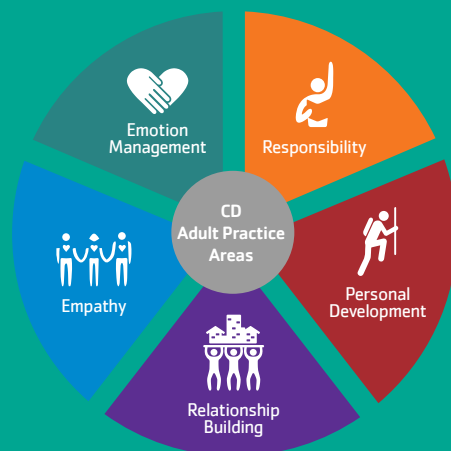 Emotion
Management
Responsibility
CD
Adult Practice
Areas
Empathy
Personal
Development
Relationship
Building